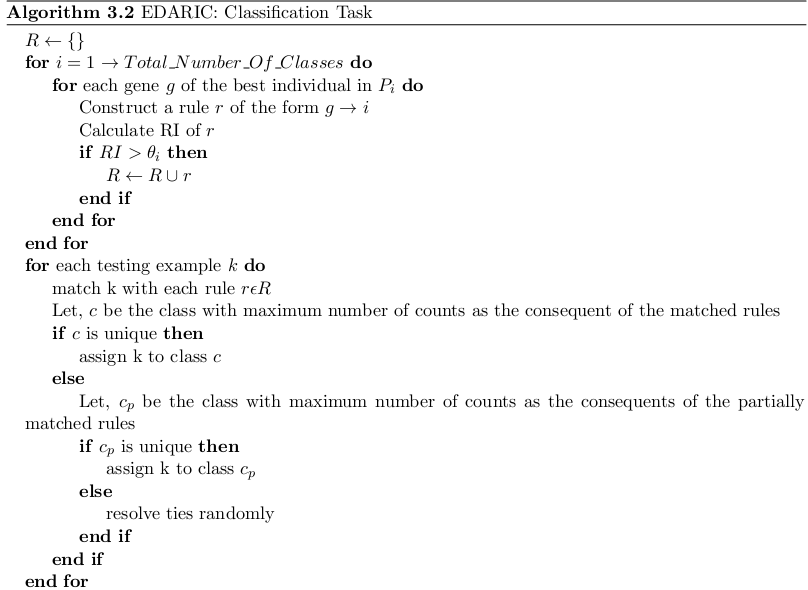 Algorithm 3.2 EDARIC: Classification Task
R ← {}
for i = 1 → Total_Number_Of_Classes do
for each gene g of the best individual in P_i do
Construct a rule r of the form g → i
Calculate RI of r
if RI > θ_i then
R ← R ∪ r
end if
end for
end for
for each testing example k do
match k with each rule rϵR
Let, c be the class with maximum number of counts as the consequent of the matched rules
if c is unique then
assign k to class c
else
Let, c_p be the class with maximum number of counts as the consequents of the partially
matched rules
if c_p is unique then
assign k to class c_p
else
resolve ties randomly
end if
end if
end for